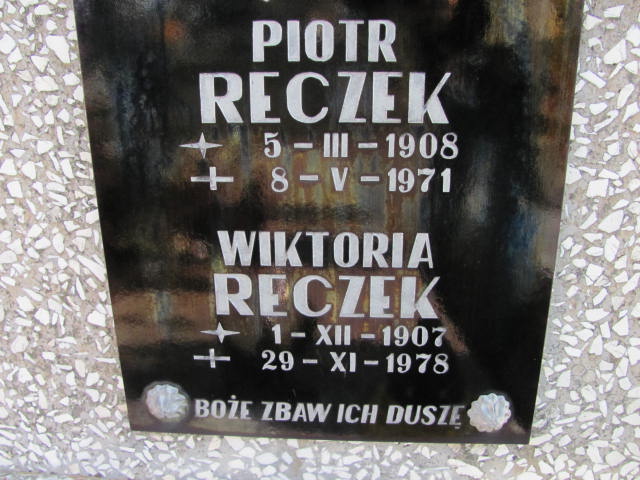 PIOTR
RECZEK
5 - III - 1908
8 - V - 1971
WIKTORIA
RECZEK
1 - XII - 1907
29 - XI - 1978
BOŻE ZBAW ICH DUSZĘ